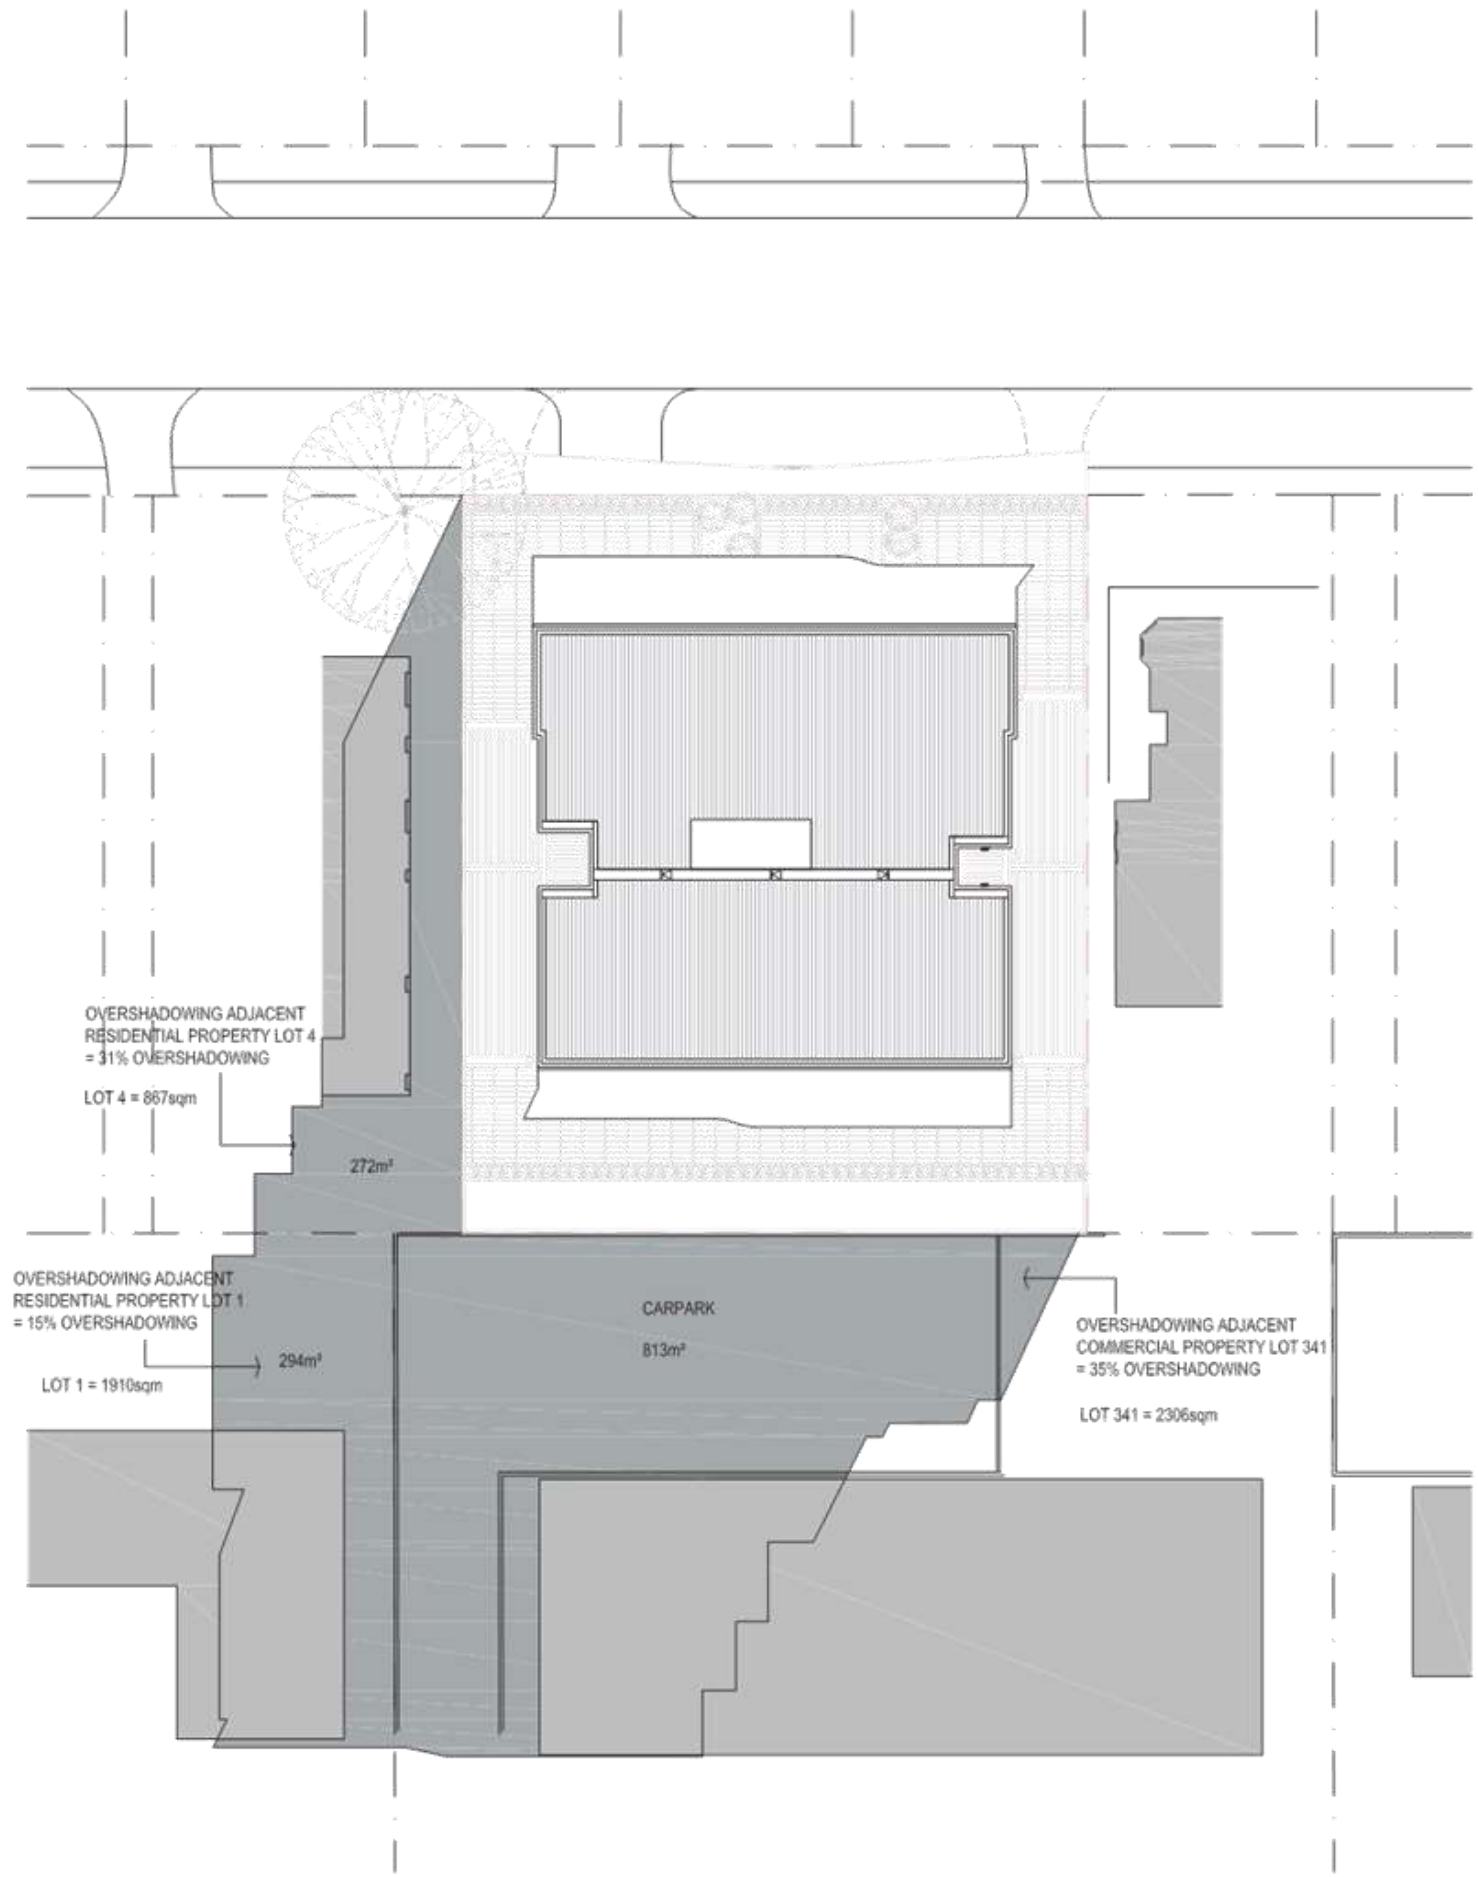 OVERSHADOWING ADJACENT
RESIDENTIAL PROPERTY LOT 4
= 31% OVERSHADOWING
LOT 4 = 867sqm
272m²
OVERSHADOWING ADJACENT
RESIDENTIAL PROPERTY LOT 1
= 15% OVERSHADOWING
294m²
LOT 1 = 1910sqm
CARPARK
813m²
OVERSHADOWING ADJACENT
COMMERCIAL PROPERTY LOT 341
= 35% OVERSHADOWING
LOT 341 = 2306sqm